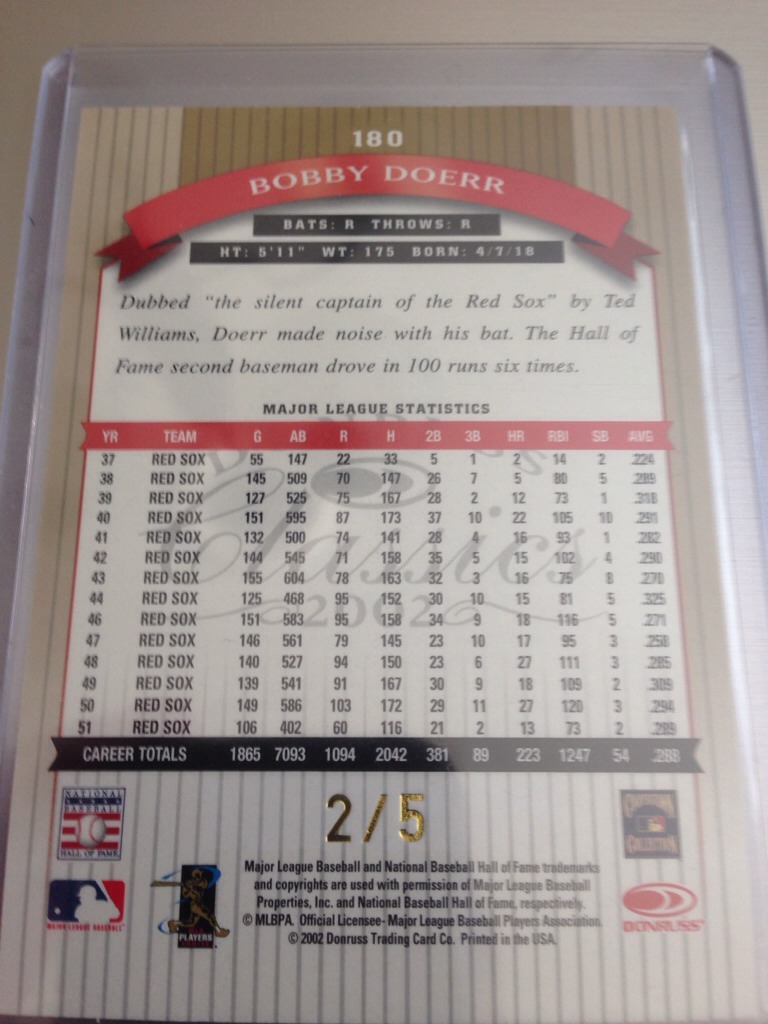 180
BOBBY DOERR
BATS: R THROWS: R
HT: 5'11" WT: 175 BORN: 4/7/18
Dubbed "the silent captain of the Red Sox" by Ted
Williams, Doerr made noise with his bat. The Hall of
Fame second baseman drove in 100 runs six times.
MAJOR LEAGUE STATISTICS
YR TEAM G AB R H 2B 3B HR RBI SB AVG
37 RED SOX 55 147 22 33 5 1 2 14 2 .224
38 RED SOX 145 509 70 147 26 7 5 80 5 .289
39 RED SOX 127 525 75 167 28 2 12 73 1 .318
40 RED SOX 151 595 87 173 37 10 22 105 10 .291
41 RED SOX 132 500 74 141 28 4 16 93 1 .282
42 RED SOX 144 545 71 158 35 5 15 102 4 .290
43 RED SOX 155 604 78 163 32 3 16 75 8 .270
44 RED SOX 125 468 95 152 30 10 15 81 5 .325
46 RED SOX 151 583 95 158 34 9 18 116 5 .271
47 RED SOX 146 561 79 145 23 10 17 95 3 .258
48 RED SOX 140 527 94 150 23 6 27 111 3 .285
49 RED SOX 139 541 91 167 30 9 18 109 2 .309
50 RED SOX 149 586 103 172 29 11 27 120 3 .294
51 RED SOX 106 402 60 116 21 2 13 73 2 .289
CAREER TOTALS 1865 7093 1094 2042 381 89 223 1247 54 .288
Classics
2002
2/5
NATIONAL
BASEBALL
HALL OF FAME
COLLECTION
Major League Baseball and National Baseball Hall of Fame trademarks
and copyrights are used with permission of Major League Baseball
Properties, Inc. and National Baseball Hall of Fame, respectively.
© MLBPA. Official Licensee- Major League Baseball Players Association.
© 2002 Donruss Trading Card Co. Printed in the USA.
MAJOR LEAGUE BASEBALL
PLAYERS
DONRUSS